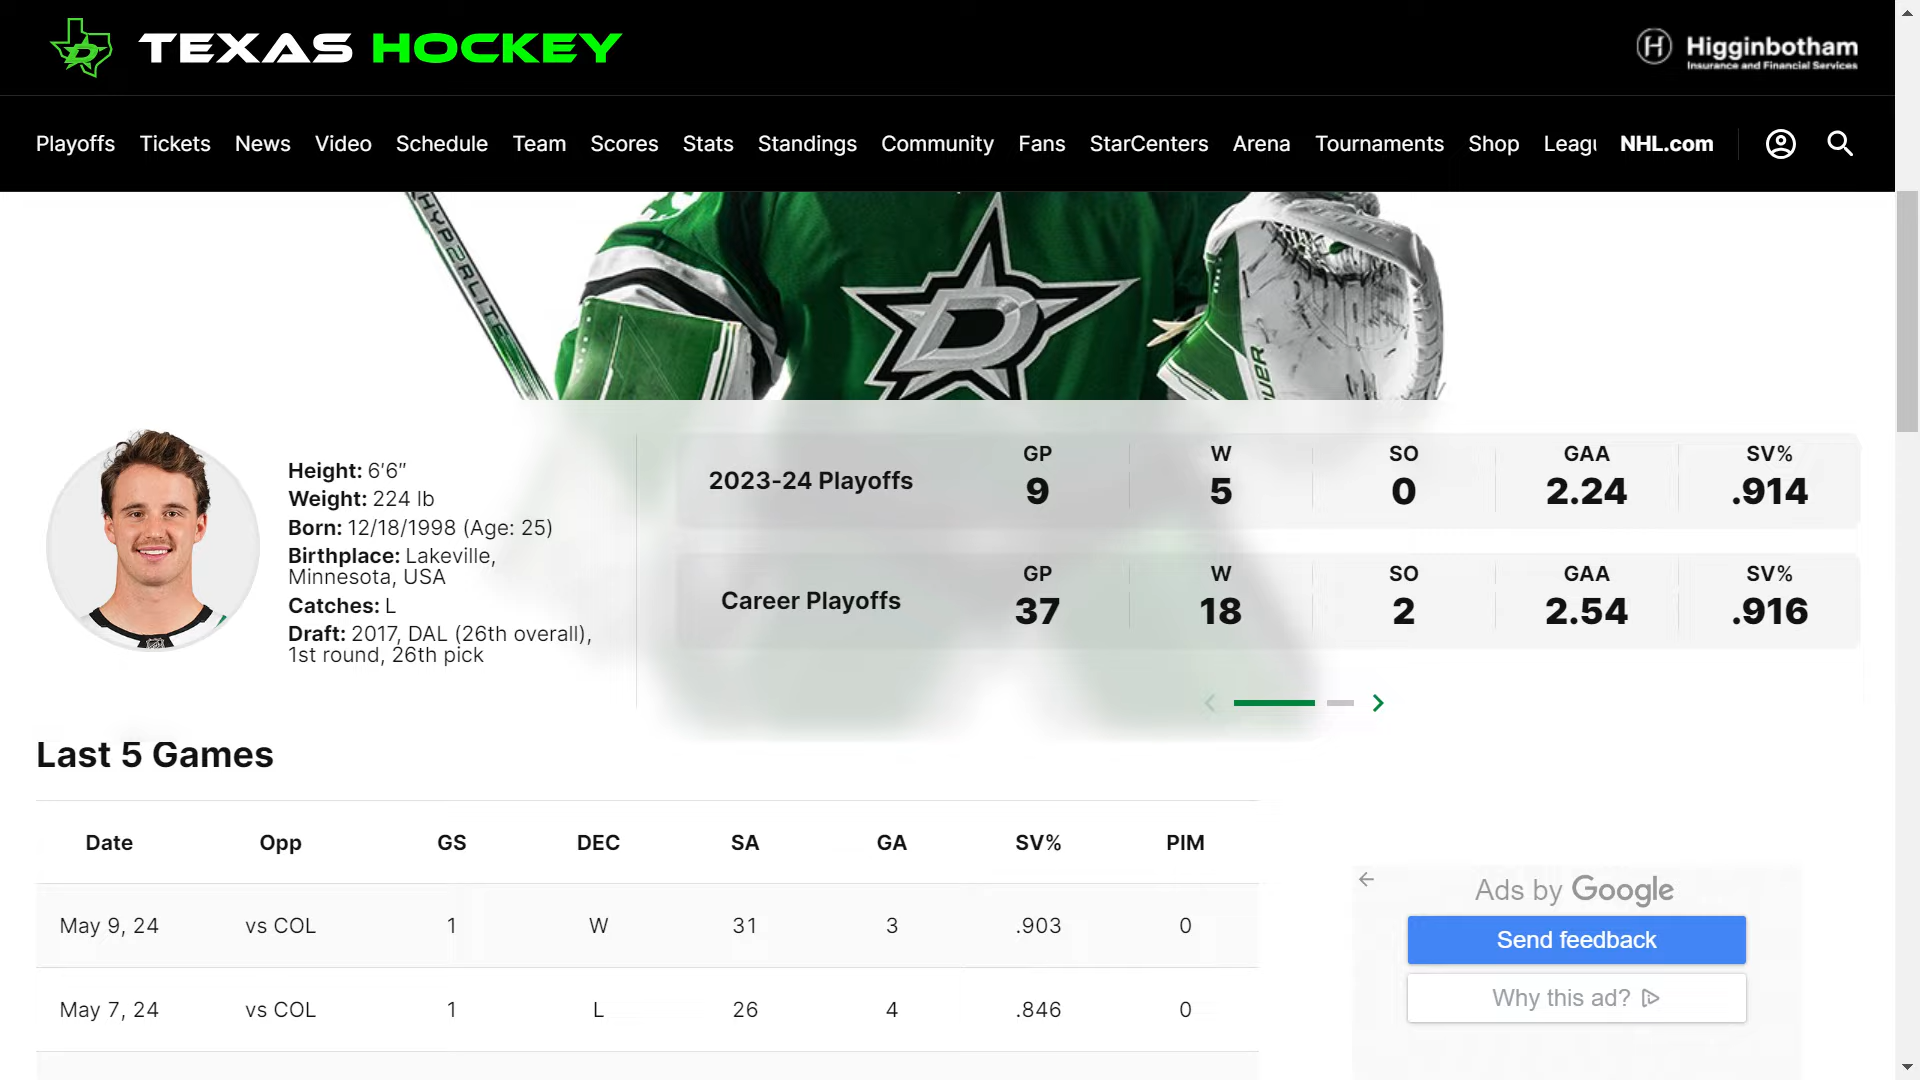 TEXAS HOCKEY
Higginbotham
Insurance and Financial Services
Playoffs Tickets News Video Schedule Team Scores Stats Standings Community Fans StarCenters Arena Tournaments Shop Leagu NHL.com
HYP2RLITE
D
UER
Height: 6'6"
Weight: 224 lb
Born: 12/18/1998 (Age: 25)
Birthplace: Lakeville,
Minnesota, USA
Catches: L
Draft: 2017, DAL (26th overall),
1st round, 26th pick
2023-24 Playoffs
GP W SO GAA SV%
9 5 0 2.24 .914
Career Playoffs
GP W SO GAA SV%
37 18 2 2.54 .916
Last 5 Games
Date Opp GS DEC SA GA SV% PIM
May 9, 24 vs COL 1 W 31 3 .903 0
May 7, 24 vs COL 1 L 26 4 .846 0
Ads by Google
Send feedback
Why this ad?